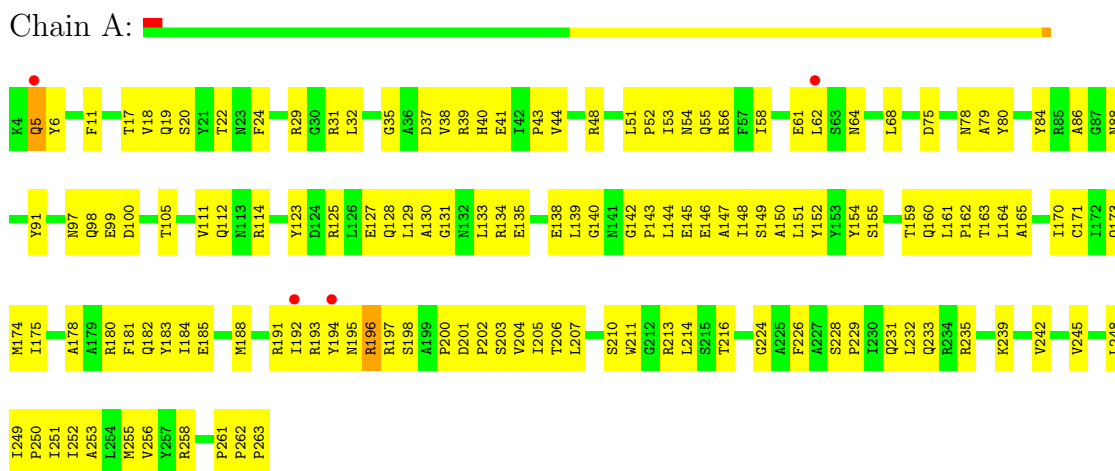 Chain A:
K4 Q5 Y6 F11 T17 V18 Q19 S20 Y21 T22 N23 F24 R29 G30 R31 L32 G35 A36 D37 V38 R39 H40 E41 I42 P43 V44 R48 L51 P52 I53 N54 Q55 R56 F57 I58 E61 L62 S63 N64 L68 D75 N78 A79 Y80 Y84 R85 A86 G87 N88
Y91 N97 Q98 E99 D100 T105 V111 Q112 N113 R114 Y123 D124 R125 L126 E127 Q128 L129 A130 G131 N132 L133 R134 E135 E138 L139 G140 N141 G142 P143 L144 E145 E146 A147 I148 S149 A150 L151 Y152 Y153 Y154 S155 T159 Q160 L161 P162 T163 L164 A165 I170 C171 I172 Q173
M174 I175 A178 A179 R180 F181 Q182 Y183 I184 E185 M188 R191 I192 R193 Y194 N195 R196 R197 S198 A199 P200 D201 P202 S203 V204 I205 T206 L207 S210 W211 G212 R213 L214 S215 T216 G224 A225 F226 A227 S228 P229 I230 Q231 L232 Q233 R234 R235 K239 V242 V245 L248
I249 P250 I251 I252 A253 L254 M255 V256 Y257 R258 P261 P262 P263